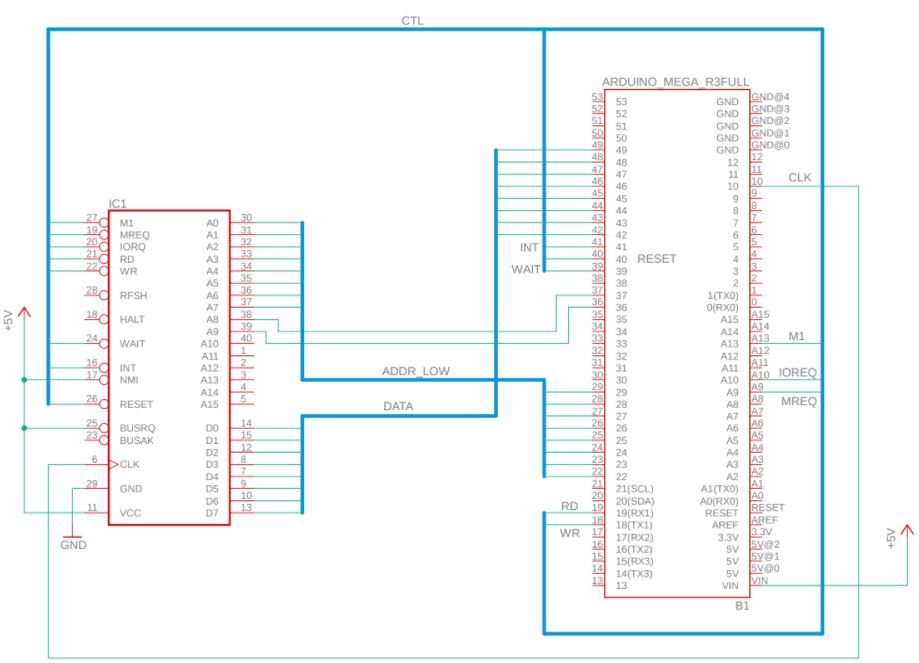 CTL
IC1
27 M1 A0 30
19 MREQ A1 31
20 IORQ A2 32
21 RD A3 33
22 WR A4 34
A5 35
28 RFSH A6 36
A7 37
18 HALT A8 38
A9 39
24 WAIT A10 40
A11 1
16 INT A12 2
17 NMI A13 3
A14 4
26 RESET A15 5
25 BUSRQ D0 14
23 BUSAK D1 15
D2 12
6 CLK D3 8
D4 7
29 GND D5 9
D6 10
11 VCC D7 13
+5V
GND
ADDR_LOW
DATA
ARDUINO_MEGA_R3FULL
53 53 GND GND@4
52 52 GND GND@3
51 51 GND GND@2
50 50 GND GND@1
49 49 GND GND@0
48 48 12 12
47 47 11 11
46 46 10 10 CLK
45 45 9 9
44 44 8 8
43 43 7 7
42 42 6 6
INT 41 41 5 5
40 40 RESET 4 4
WAIT 39 39 3 3
38 38 2 2
37 37 1(TX0) 1
36 36 0(RX0) 0
35 35 A15 A15
34 34 A14 A14
33 33 A13 A13 M1
32 32 A12 A12
31 31 A11 A11
30 30 A10 A10 IOREQ
29 29 A9 A9
28 28 A8 A8 MREQ
27 27 A7 A7
26 26 A6 A6
25 25 A5 A5
24 24 A4 A4
23 23 A3 A3
22 22 A2 A2
21 21(SCL) A1(TX0) A1
20 20(SDA) A0(RX0) A0
RD 19 19(RX1) RESET RESET
18 18(TX1) AREF AREF
WR 17 17(RX2) 3.3V 3.3V
16 16(TX2) 5V 5V@2
15 15(RX3) 5V 5V@1
14 14(TX3) 5V 5V@0
13 13 VIN VIN
B1
+5V